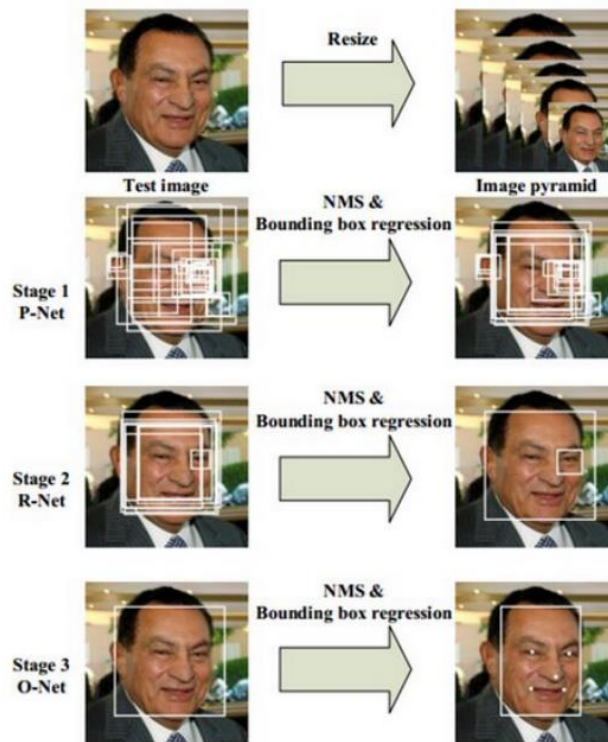 Resize
Test image
Image pyramid
NMS &
Bounding box regression
Stage 1
P-Net
NMS &
Bounding box regression
Stage 2
R-Net
NMS &
Bounding box regression
Stage 3
O-Net